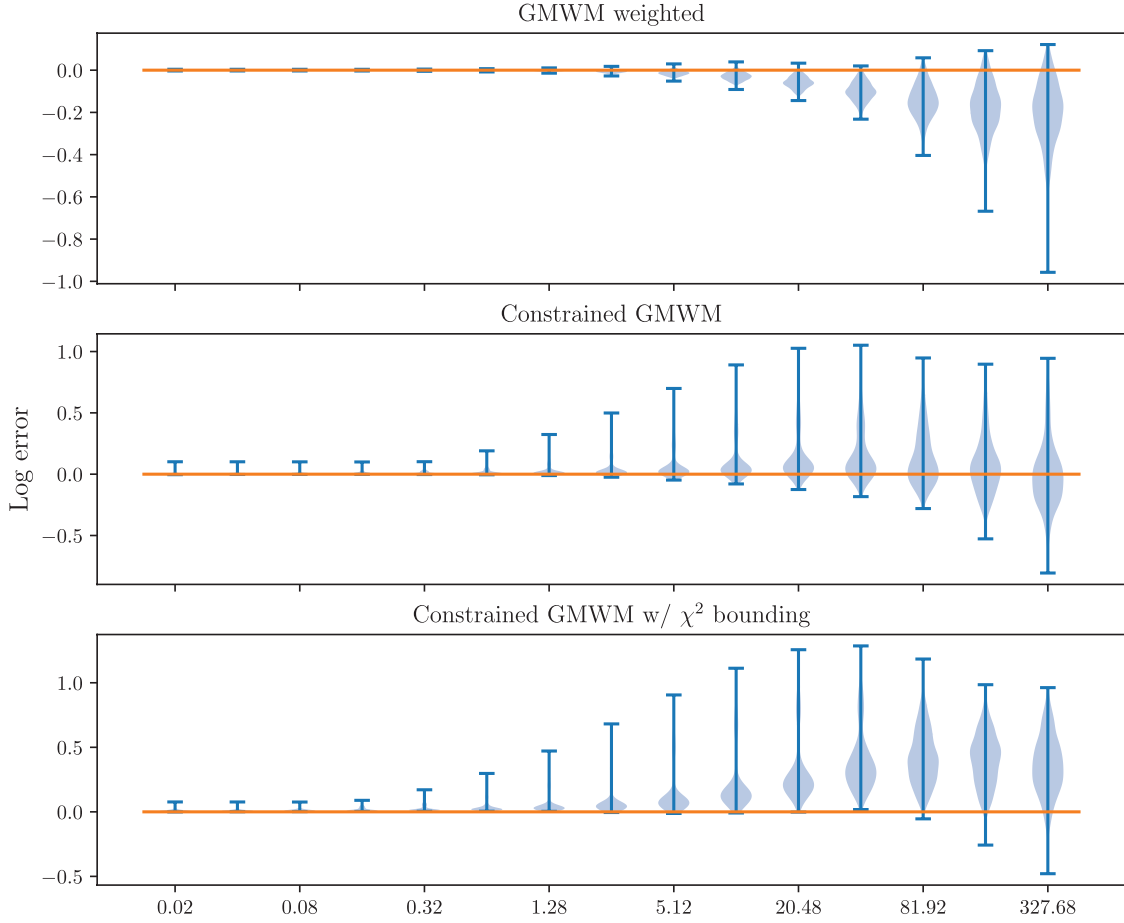 GMWM weighted
0.0
−0.2
−0.4
−0.6
−0.8
−1.0
Constrained GMWM
1.0
0.5
0.0
−0.5
Log error
Constrained GMWM w/ χ² bounding
1.0
0.5
0.0
−0.5
0.02 0.08 0.32 1.28 5.12 20.48 81.92 327.68